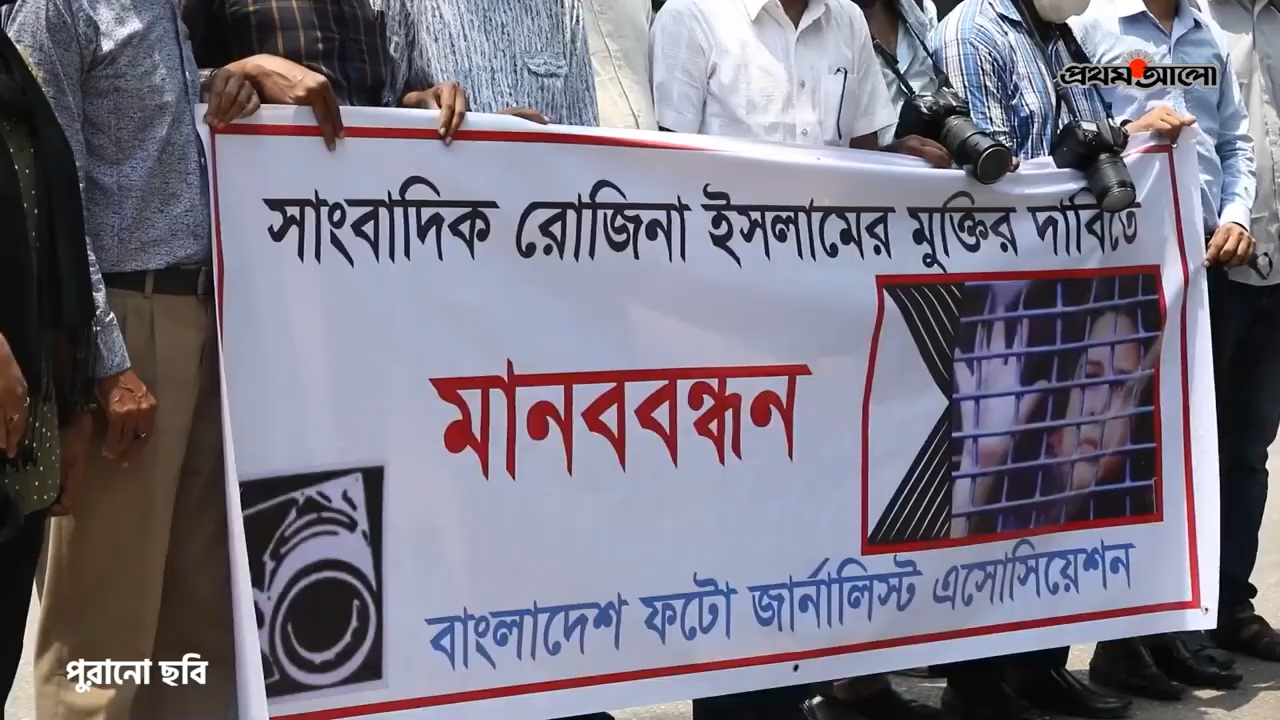 প্রথম আলো
সাংবাদিক রোজিনা ইসলামের মুক্তির দাবিতে
মানববন্ধন
বাংলাদেশ ফটো জার্নালিস্ট এসোসিয়েশন
পুরানো ছবি